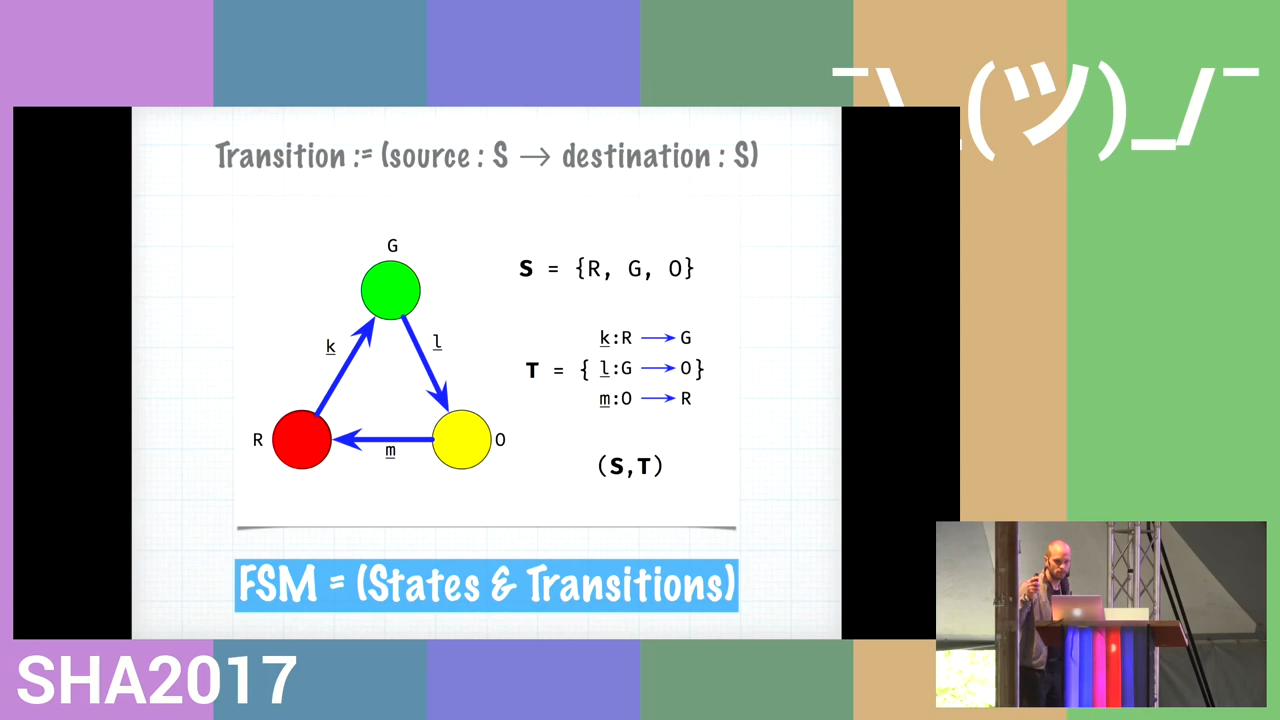 ¯\_(ツ)_/¯
Transition := (source : S → destination : S)
G
S = {R, G, O}
k
l
k:R → G
T = { l:G → O}
m:O → R
R
O
m
(S,T)
FSM = (States & Transitions)
SHA2017